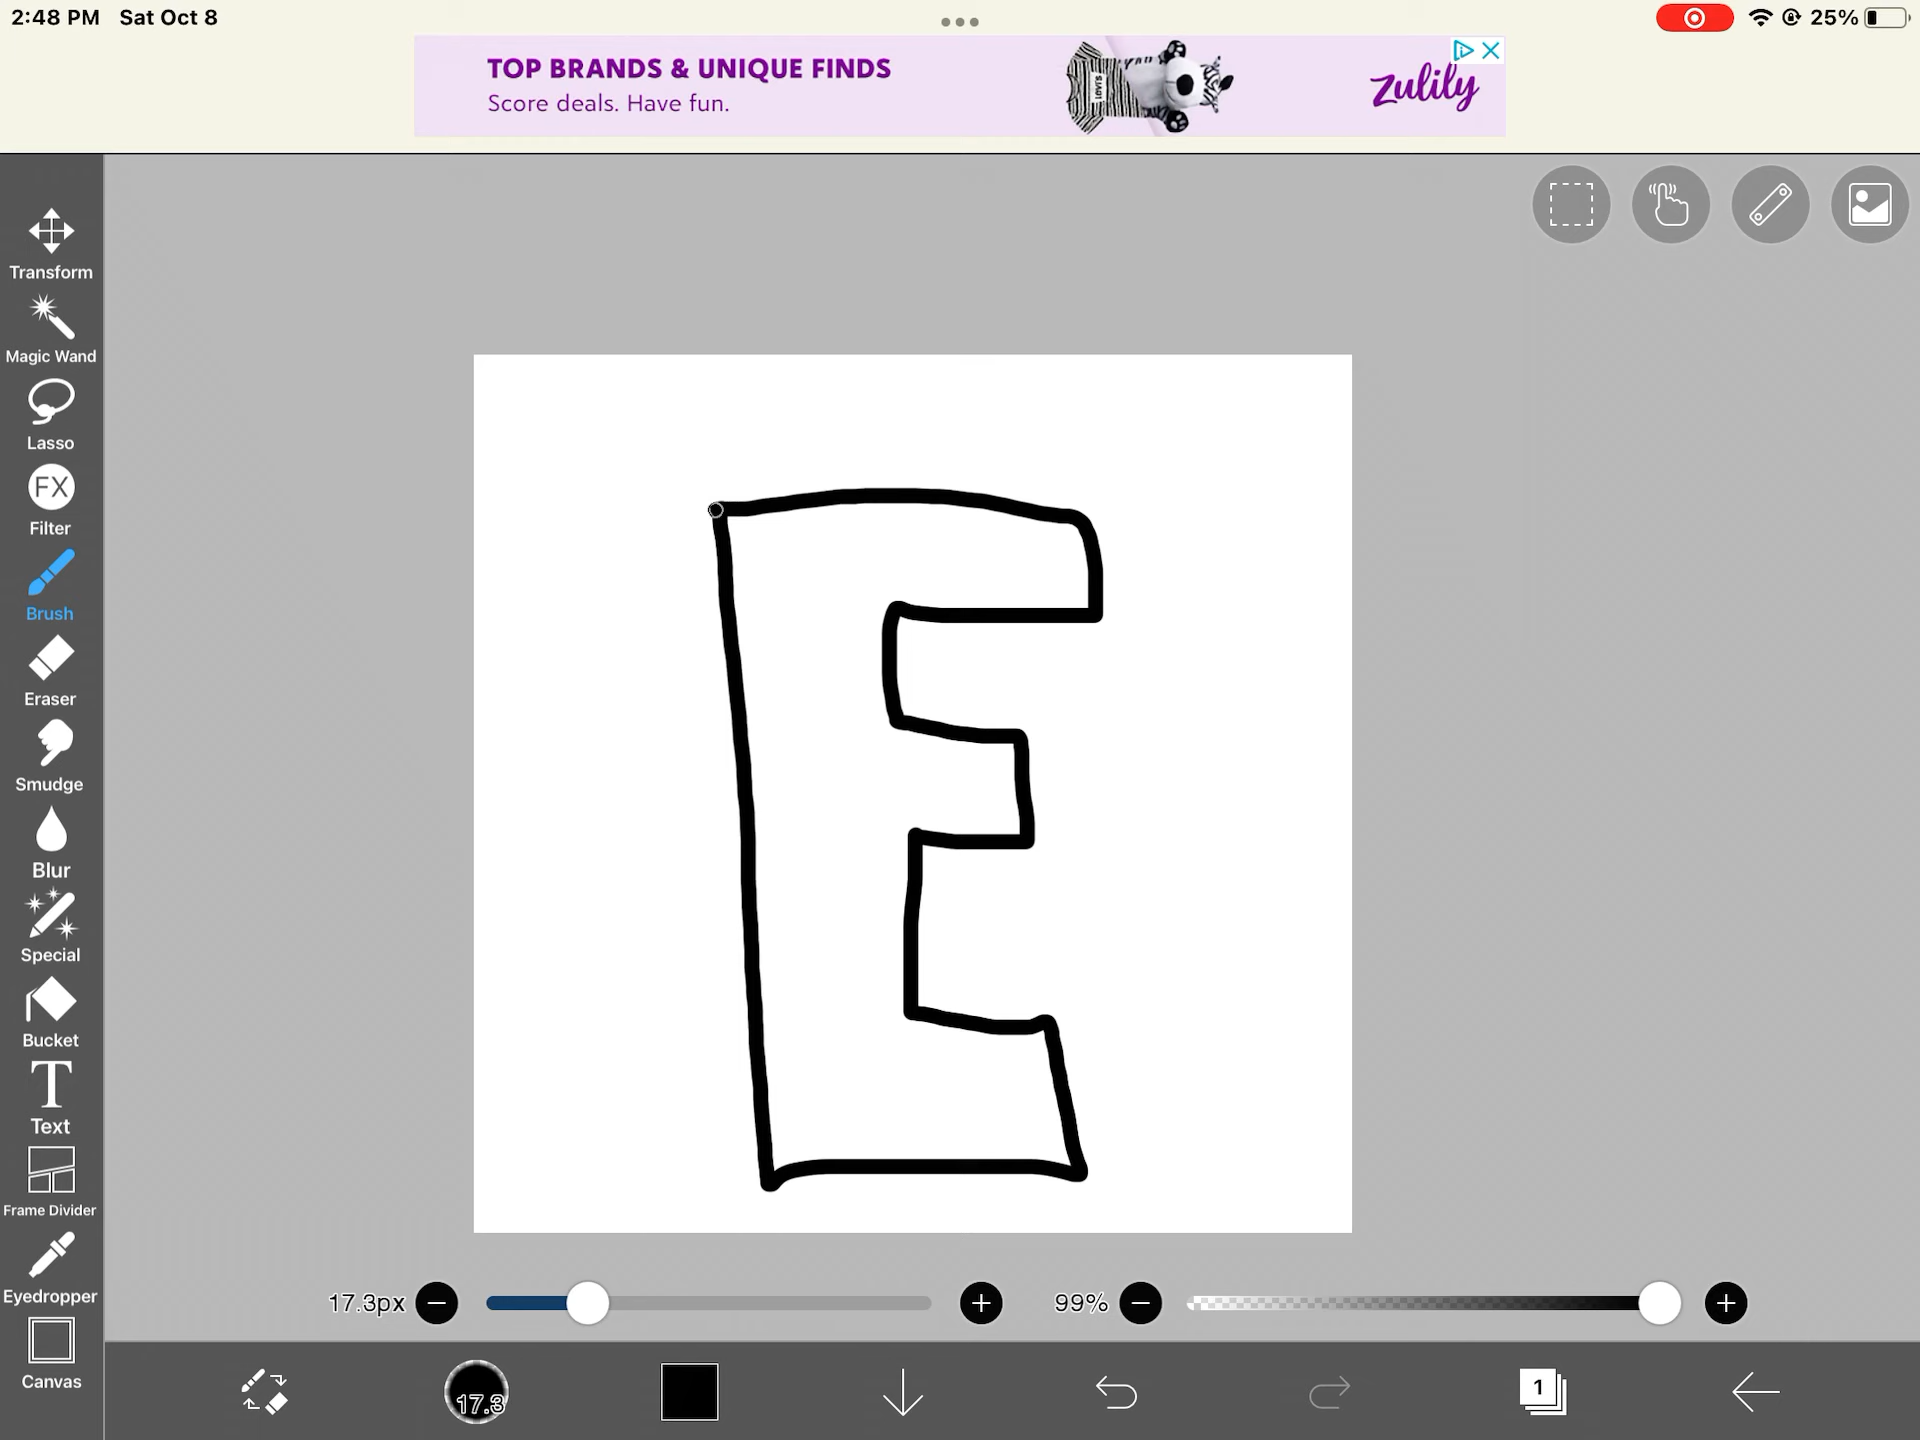 2:48 PM Sat Oct 8
25%
TOP BRANDS & UNIQUE FINDS
Score deals. Have fun.
zulily
Transform
Magic Wand
Lasso
FX
Filter
Brush
Eraser
Smudge
Blur
Special
Bucket
T
Text
Frame Divider
Eyedropper
Canvas
E
17.3px
99%
17.3
1